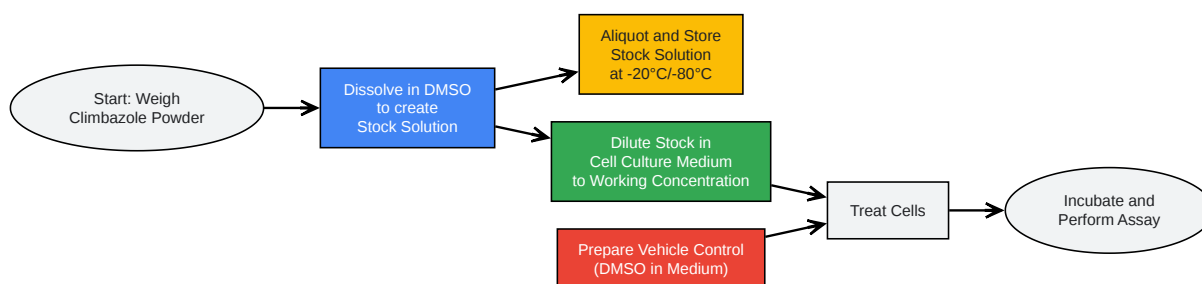 Start: Weigh
Climbazole Powder
Dissolve in DMSO
to create
Stock Solution
Aliquot and Store
Stock Solution
at -20°C/-80°C
Dilute Stock in
Cell Culture Medium
to Working Concentration
Prepare Vehicle Control
(DMSO in Medium)
Treat Cells
Incubate and
Perform Assay